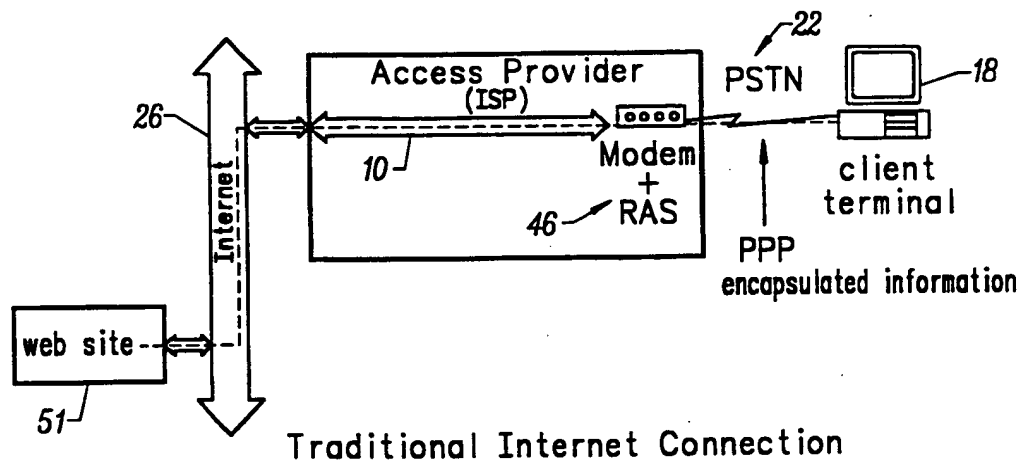 22
Access Provider
(ISP)
PSTN
18
26
10
Modem
+
RAS
46
client
terminal
Internet
PPP
encapsulated information
web site
51
Traditional Internet Connection